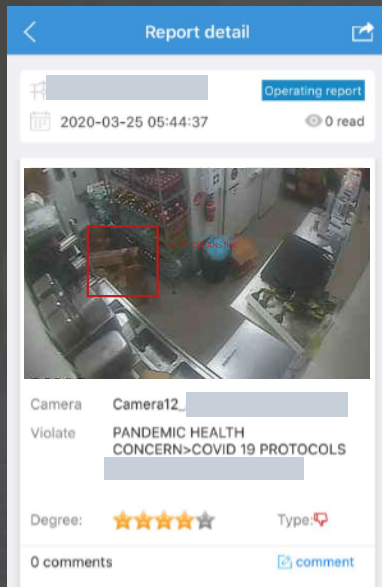 Report detail
Operating report
2020-03-25 05:44:37
0 read
Camera Camera12_
Violate PANDEMIC HEALTH
CONCERN>COVID 19 PROTOCOLS
Degree: Type:
0 comments comment